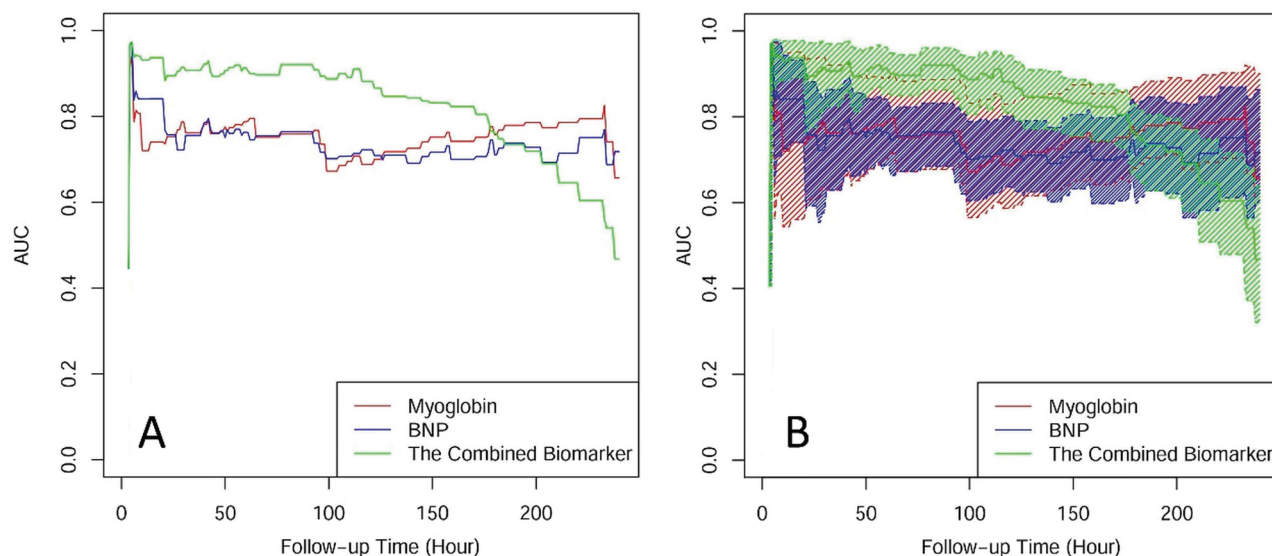 AUC
1.0
0.8
0.6
0.4
0.2
0.0
A
Myoglobin
BNP
The Combined Biomarker
0 50 100 150 200
Follow-up Time (Hour)
AUC
1.0
0.8
0.6
0.4
0.2
0.0
B
Myoglobin
BNP
The Combined Biomarker
0 50 100 150 200
Follow-up Time (Hour)